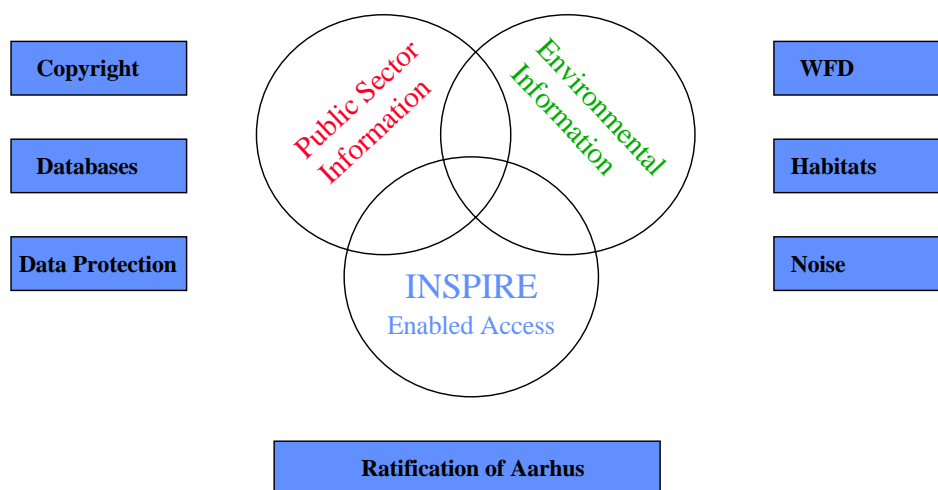 Copyright
Databases
Data Protection
Public Sector
Information
Environmental
Information
INSPIRE
Enabled Access
WFD
Habitats
Noise
Ratification of Aarhus